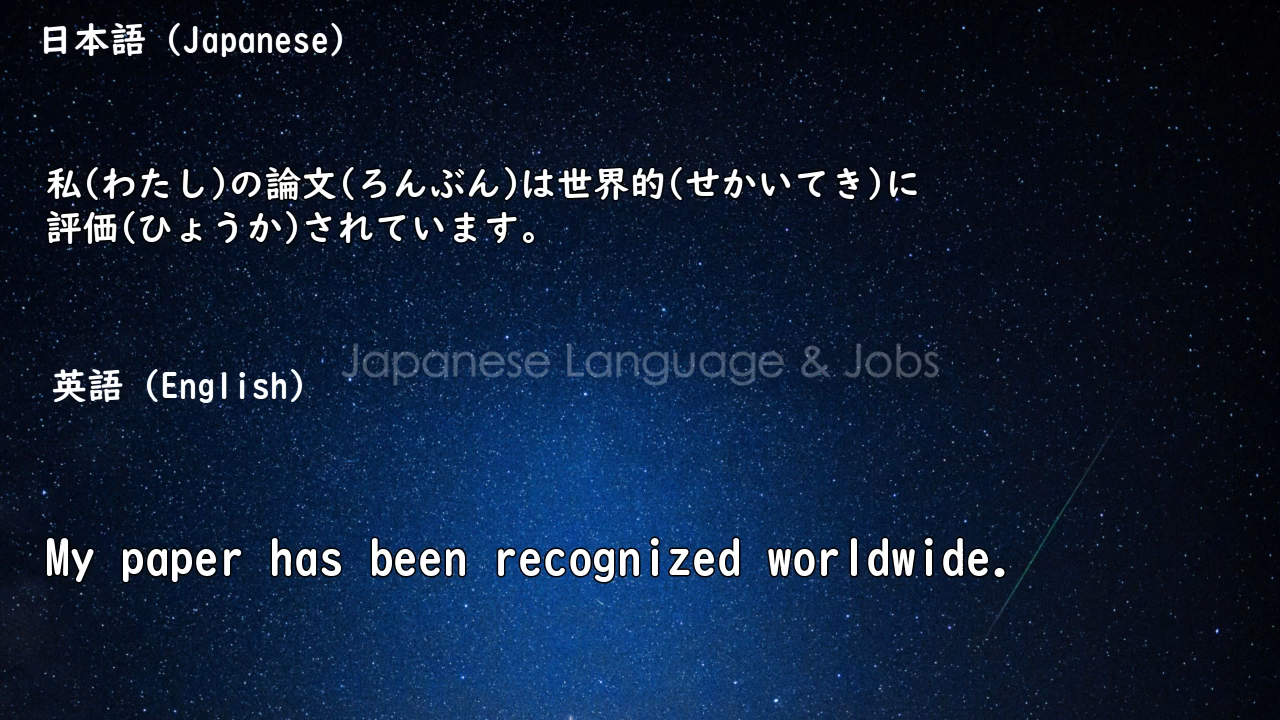 日本語（Japanese）
私(わたし)の論文(ろんぶん)は世界的(せかいてき)に
評価(ひょうか)されています。
Japanese Language & Jobs
英語（English）
My paper has been recognized worldwide.